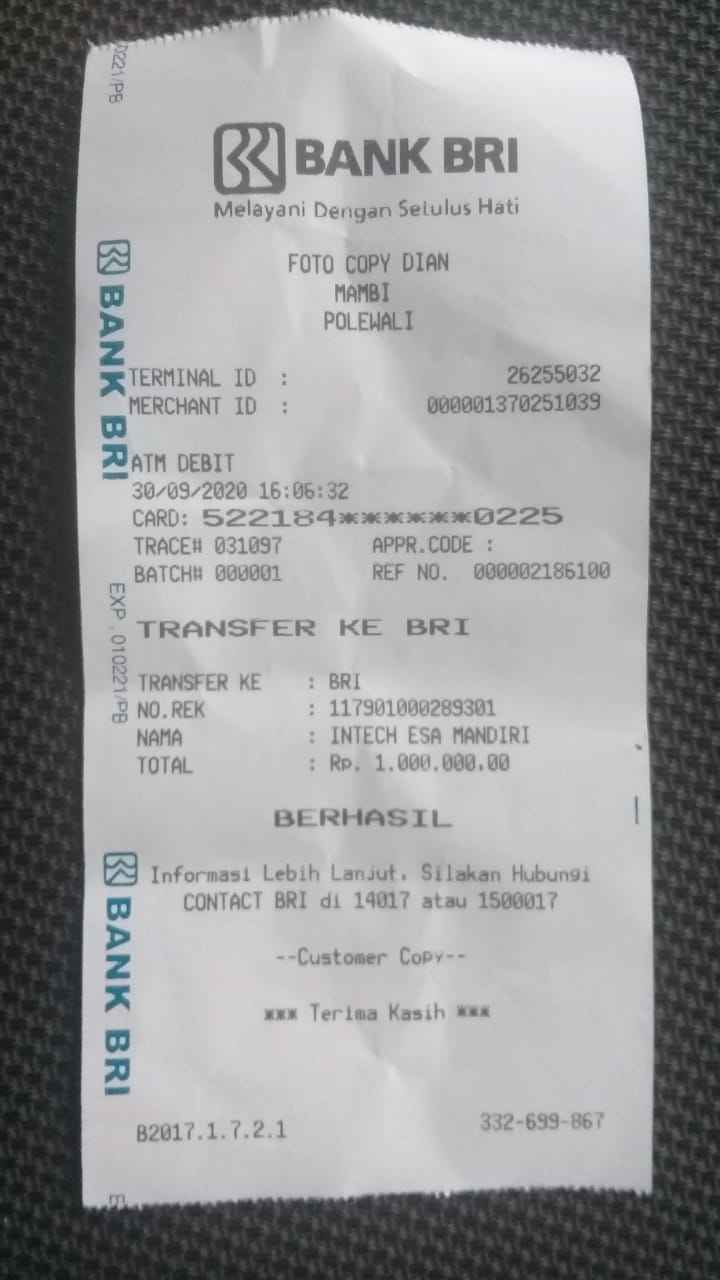 0221/PB
BANK BRI
Melayani Dengan Setulus Hati
FOTO COPY DIAN
MAMBI
POLEWALI
TERMINAL ID : 26255032
MERCHANT ID : 000001370251039
ATM DEBIT
30/09/2020 16:06:32
CARD: 522184******0225
TRACE# 031097 APPR.CODE :
BATCH# 000001 REF NO. 000002186100
TRANSFER KE BRI
TRANSFER KE : BRI
NO.REK : 117901000289301
NAMA : INTECH ESA MANDIRI
TOTAL : Rp. 1.000.000,00
BERHASIL
Informasi Lebih Lanjut, Silakan Hubungi
CONTACT BRI di 14017 atau 1500017
--Customer Copy--
*** Terima Kasih ***
B2017.1.7.2.1 332-699-867
BANK BRI
EXP . 010221/PB
BANK BRI